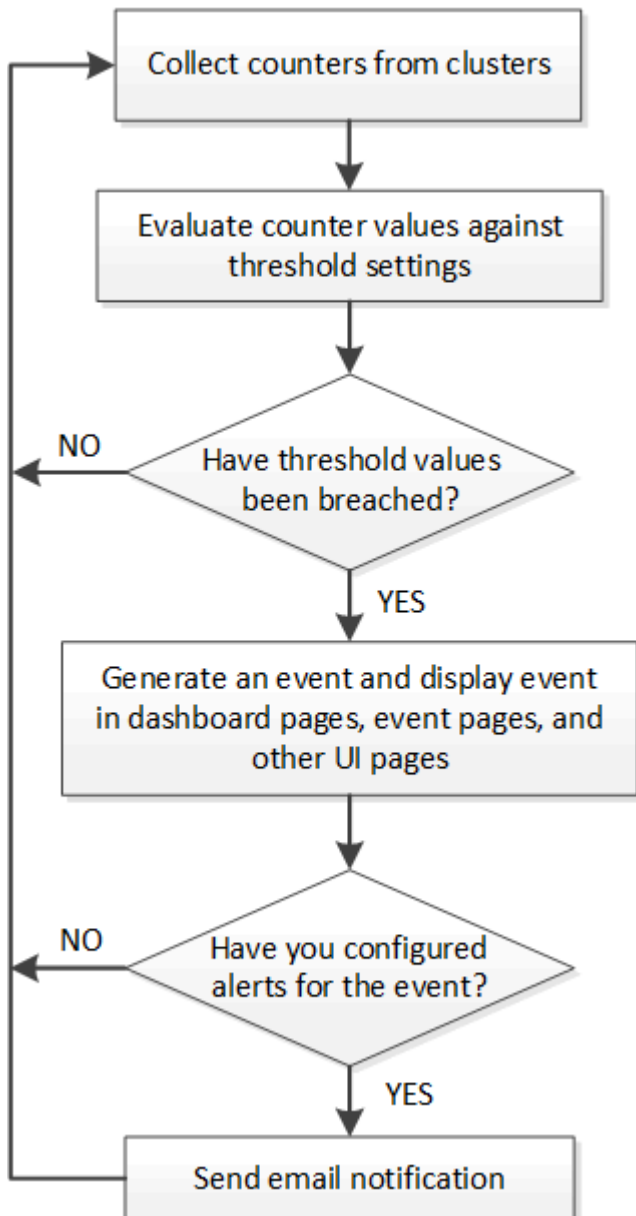 Collect counters from clusters
Evaluate counter values against
threshold settings
NO
Have threshold values
been breached?
YES
Generate an event and display event
in dashboard pages, event pages, and
other UI pages
NO
Have you configured
alerts for the event?
YES
Send email notification